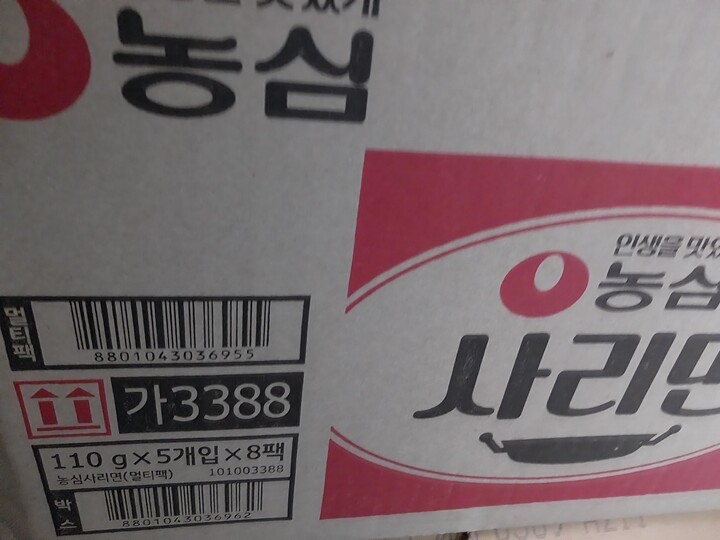 농심
인생을 맛있
농심
사리면
멀티팩
8801043036955
가3388
110 g×5개입×8팩
농심사리면(멀티팩) 101003388
박스
8801043036962